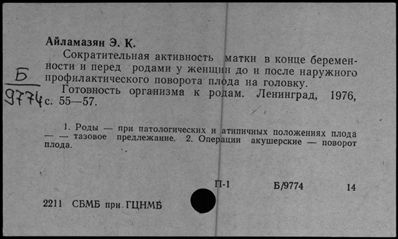 Айламазян Э. К.
Сократительная активность матки в конце беремен-
ности и перед родами у женщин до и после наружного
профилактического поворота плода на головку.
Готовность организма к родам. Ленинград, 1976,
с. 55—57.
Б
9774
1. Роды — при патологических и атипичных положениях плода
— — тазовое предлежание. 2. Операции акушерские — — поворот
плода.
П-1 Б/9774 14
2211 СБМБ при ГЦНМБ